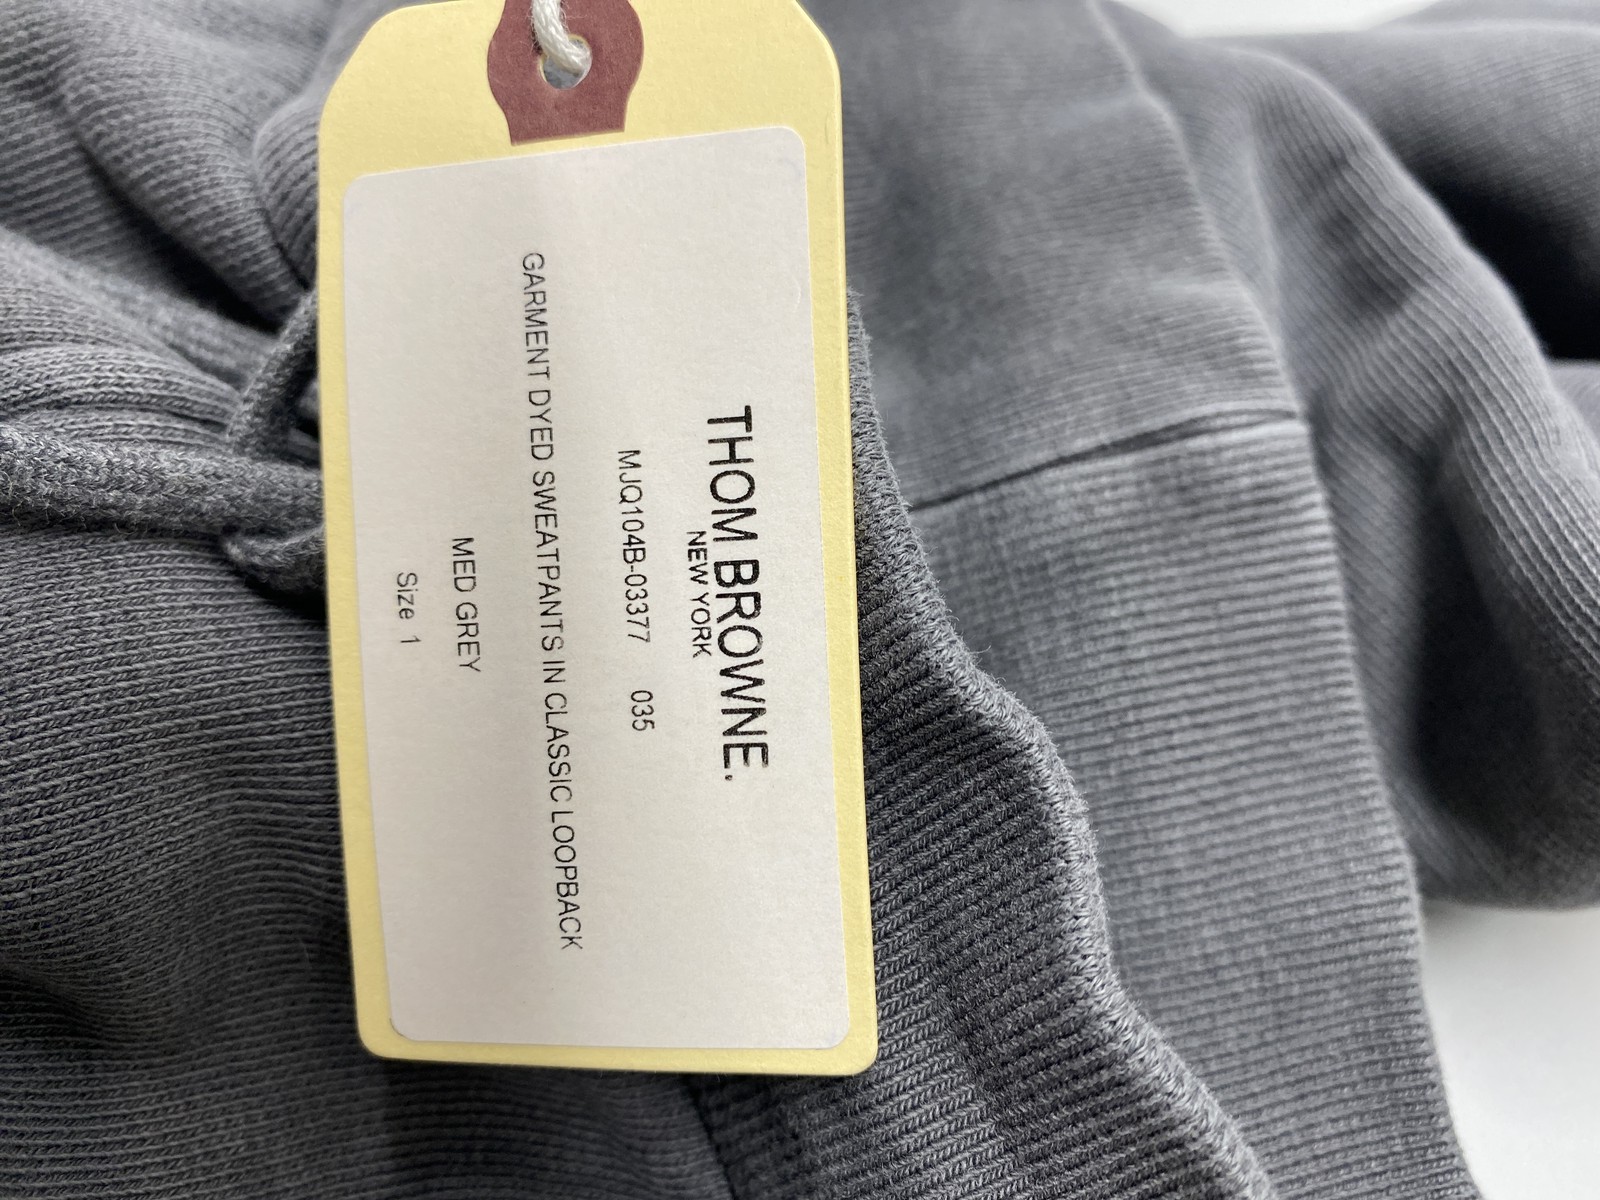 THOM BROWNE.
NEW YORK
MJQ104B-03377 035
GARMENT DYED SWEATPANTS IN CLASSIC LOOPBACK
MED GREY
Size 1